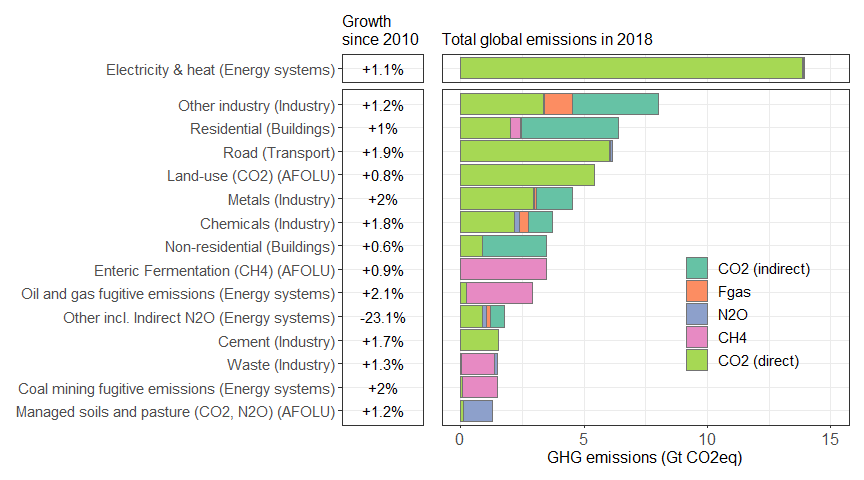 Growth
since 2010
Total global emissions in 2018
Electricity & heat (Energy systems) +1.1%
Other industry (Industry) +1.2%
Residential (Buildings) +1%
Road (Transport) +1.9%
Land-use (CO2) (AFOLU) +0.8%
Metals (Industry) +2%
Chemicals (Industry) +1.8%
Non-residential (Buildings) +0.6%
Enteric Fermentation (CH4) (AFOLU) +0.9%
Oil and gas fugitive emissions (Energy systems) +2.1%
Other incl. Indirect N2O (Energy systems) -23.1%
Cement (Industry) +1.7%
Waste (Industry) +1.3%
Coal mining fugitive emissions (Energy systems) +2%
Managed soils and pasture (CO2, N2O) (AFOLU) +1.2%
CO2 (indirect)
Fgas
N2O
CH4
CO2 (direct)
0 5 10 15
GHG emissions (Gt CO2eq)